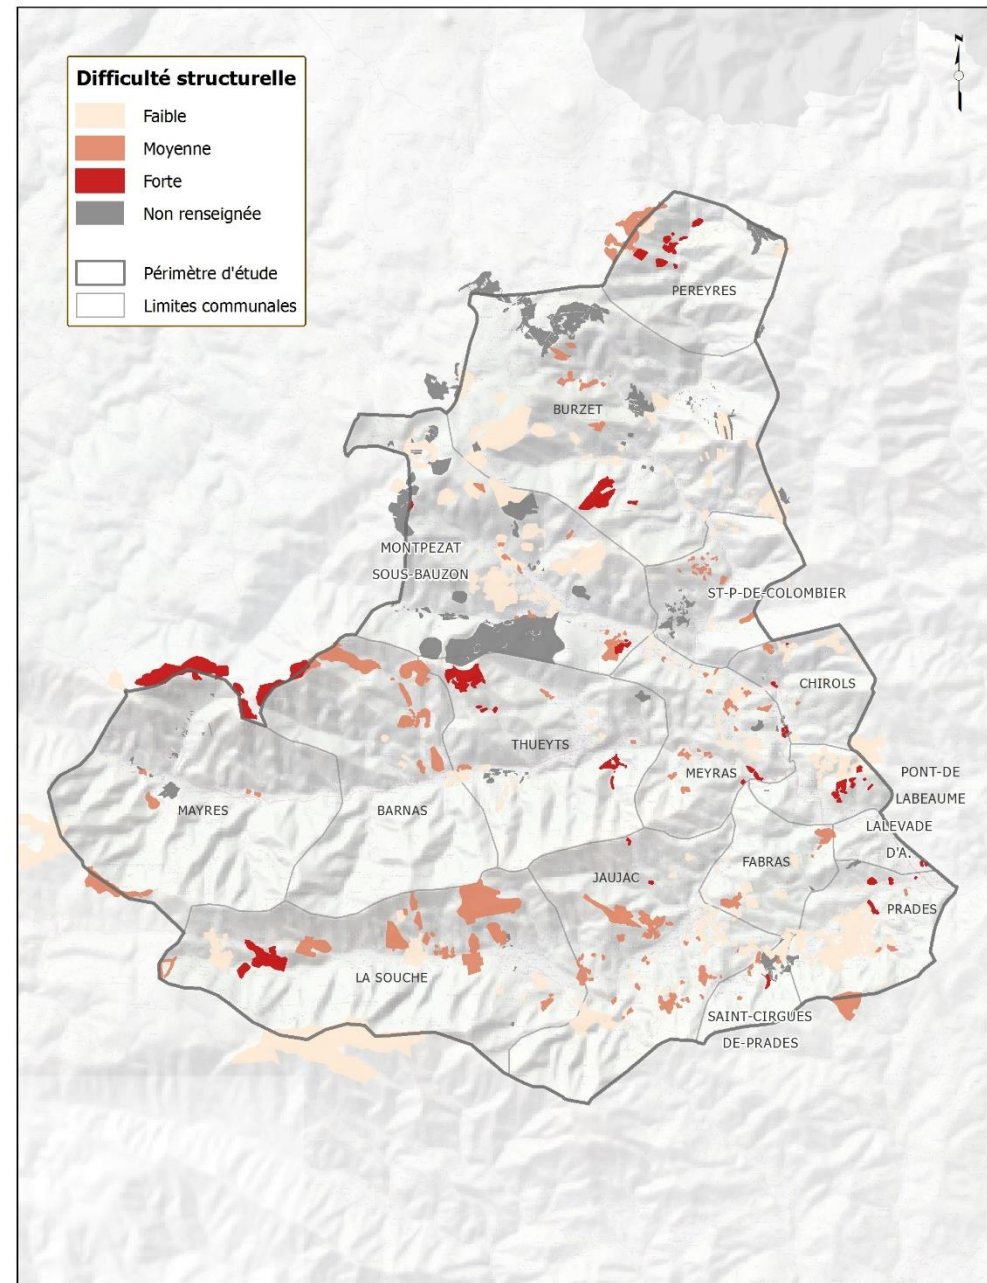 Difficulté structurelle
Faible
Moyenne
Forte
Non renseignée
Périmètre d'étude
Limites communales
N
PEREYRES
BURZET
MONTPEZAT
SOUS-BAUZON
ST-P-DE-COLOMBIER
CHIROLS
THUEYTS
MEYRAS
PONT-DE
LABEAUME
MAYRES
BARNAS
LALEVADE
D'A.
FABRAS
JAUJAC
PRADES
LA SOUCHE
SAINT-CIRGUES
DE-PRADES